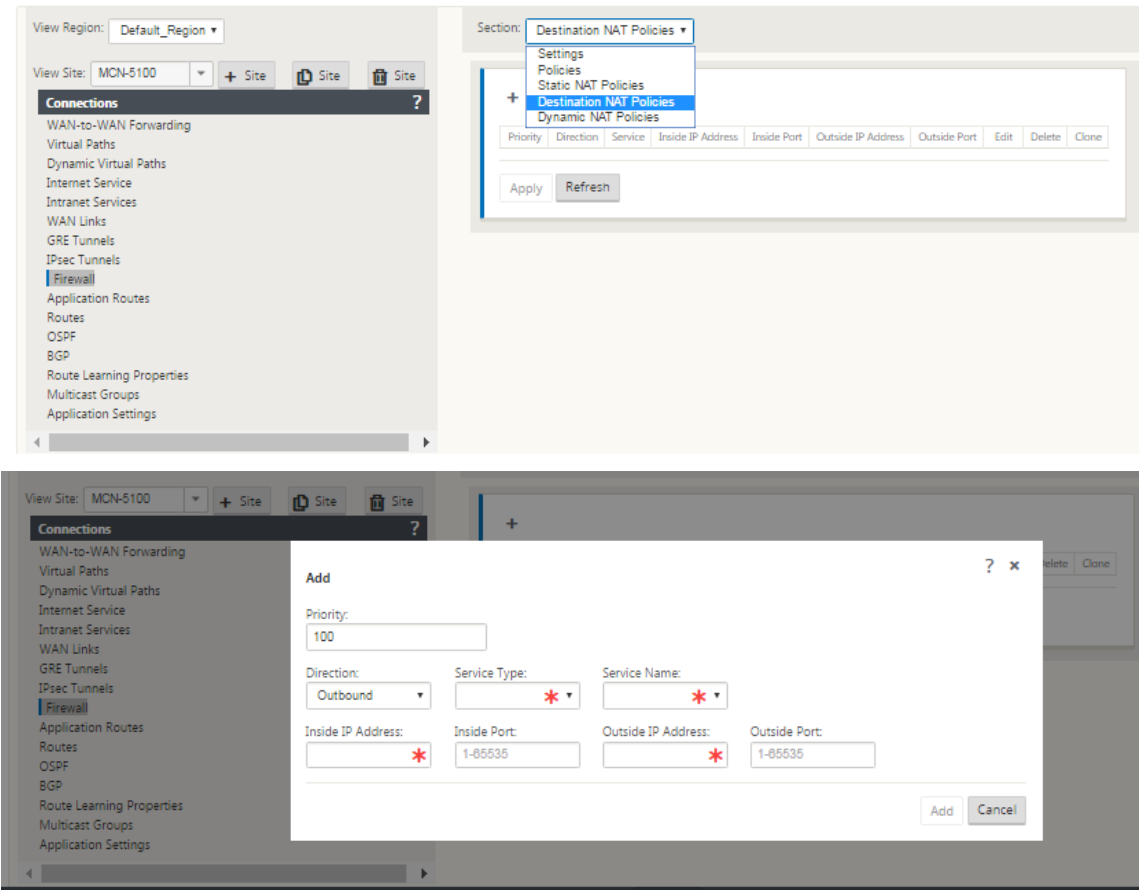 View Region: Default_Region
Section: Destination NAT Policies
Settings
Policies
Static NAT Policies
Destination NAT Policies
Dynamic NAT Policies
View Site: MCN-5100 + Site Site Site
Connections ?
WAN-to-WAN Forwarding
Virtual Paths
Dynamic Virtual Paths
Internet Service
Intranet Services
WAN Links
GRE Tunnels
IPsec Tunnels
Firewall
Application Routes
Routes
OSPF
BGP
Route Learning Properties
Multicast Groups
Application Settings
+
Priority Direction Service Inside IP Address Inside Port Outside IP Address Outside Port Edit Delete Clone
Apply Refresh
View Site: MCN-5100 + Site Site Site
Connections ?
WAN-to-WAN Forwarding
Virtual Paths
Dynamic Virtual Paths
Internet Service
Intranet Services
WAN Links
GRE Tunnels
IPsec Tunnels
Firewall
Application Routes
Routes
OSPF
BGP
Route Learning Properties
Multicast Groups
Application Settings
+
Delete Clone
Add ? ×
Priority:
100
Direction: Service Type: Service Name:
Outbound * *
Inside IP Address: Inside Port: Outside IP Address: Outside Port:
* 1-65535 * 1-65535
Add Cancel